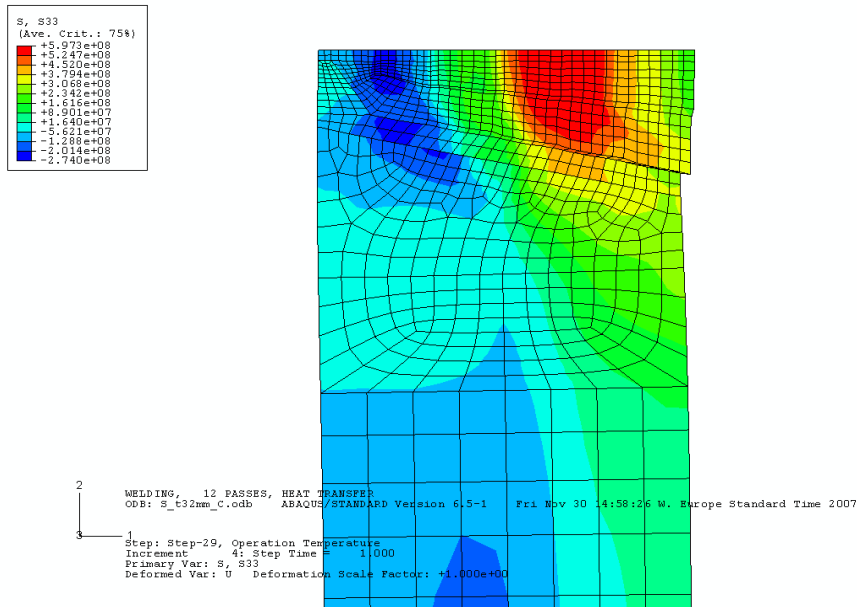 S, S33
(Ave. Crit.: 75%)
+5.973e+08
+5.247e+08
+4.520e+08
+3.794e+08
+3.068e+08
+2.342e+08
+1.616e+08
+8.901e+07
+1.640e+07
-5.621e+07
-1.288e+08
-2.014e+08
-2.740e+08
2
3
1
WELDING, 12 PASSES, HEAT TRANSFER
ODB: S_t32mm_C.odb ABAQUS/STANDARD Version 6.5-1 Fri Nov 30 14:58:26 W. Europe Standard Time 2007
Step: Step-29, Operation Temperature
Increment 4: Step Time = 1.000
Primary Var: S, S33
Deformed Var: U Deformation Scale Factor: +1.000e+00